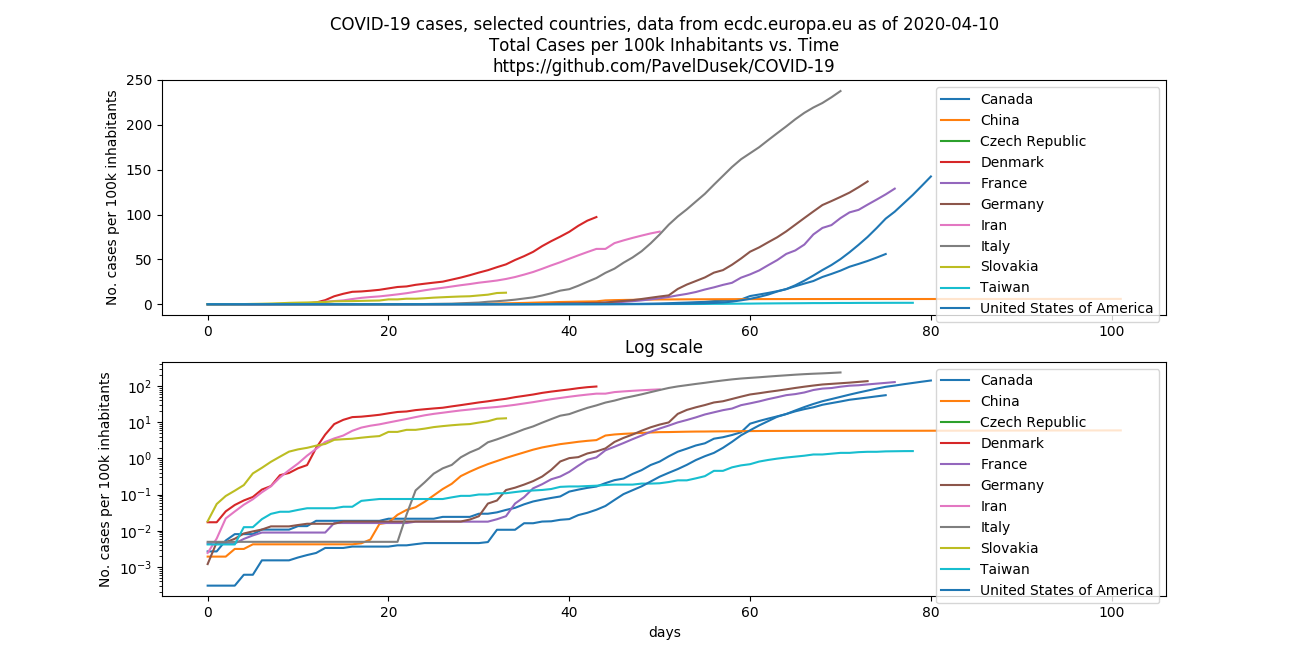 COVID-19 cases, selected countries, data from ecdc.europa.eu as of 2020-04-10
Total Cases per 100k Inhabitants vs. Time
https://github.com/PavelDusek/COVID-19
No. cases per 100k inhabitants
250
200
150
100
50
0
Canada
China
Czech Republic
Denmark
France
Germany
Iran
Italy
Slovakia
Taiwan
United States of America
0 20 40 60 80 100
Log scale
No. cases per 100k inhabitants
10²
10¹
10⁰
10⁻¹
10⁻²
10⁻³
Canada
China
Czech Republic
Denmark
France
Germany
Iran
Italy
Slovakia
Taiwan
United States of America
0 20 40 60 80 100
days